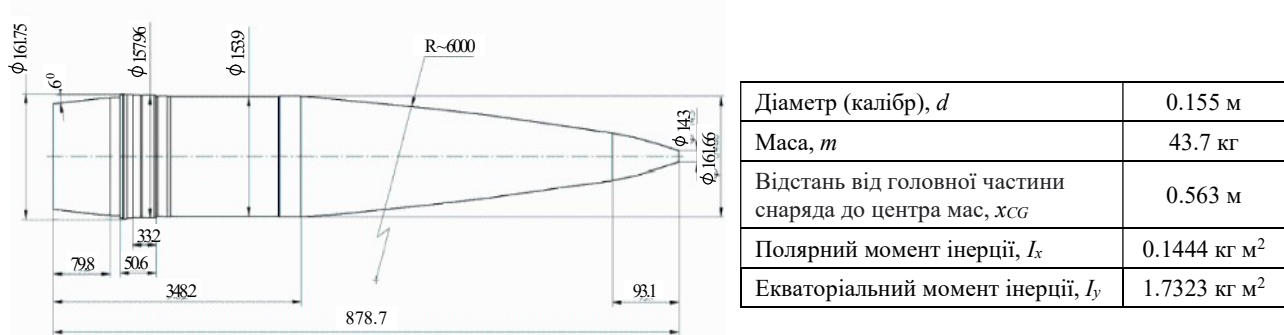 ϕ 161.75
6⁰
ϕ 157.96
ϕ 153.9
R~6000
ϕ 14.3
ϕ 161.66
33.2
79.8
50.6
348.2
93.1
878.7
Діаметр (калібр), d
0.155 м
Маса, m
43.7 кг
Відстань від головної частини
снаряда до центра мас, xCG
0.563 м
Полярний момент інерції, Ix
0.1444 кг м²
Екваторіальний момент інерції, Iy
1.7323 кг м²